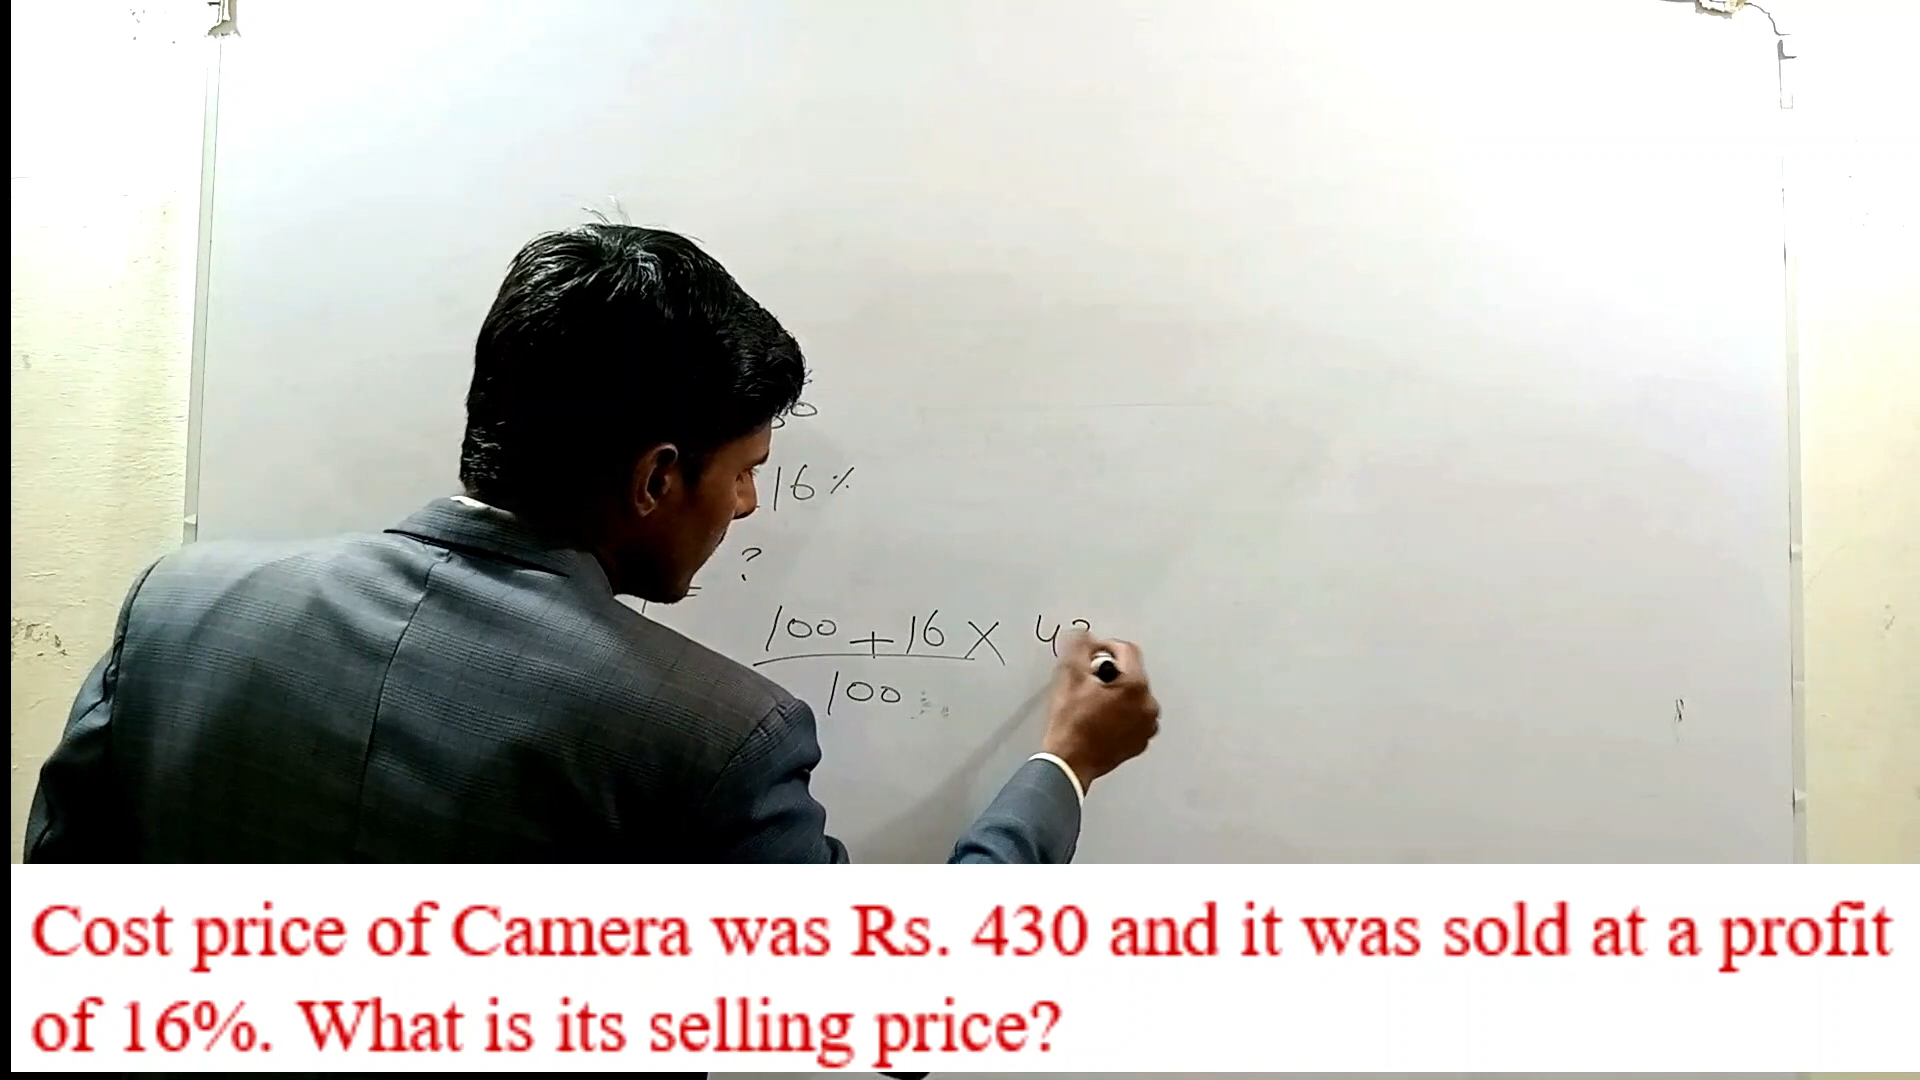 16%
?
100 + 16 X 43
100
Cost price of Camera was Rs. 430 and it was sold at a profit
of 16%. What is its selling price?